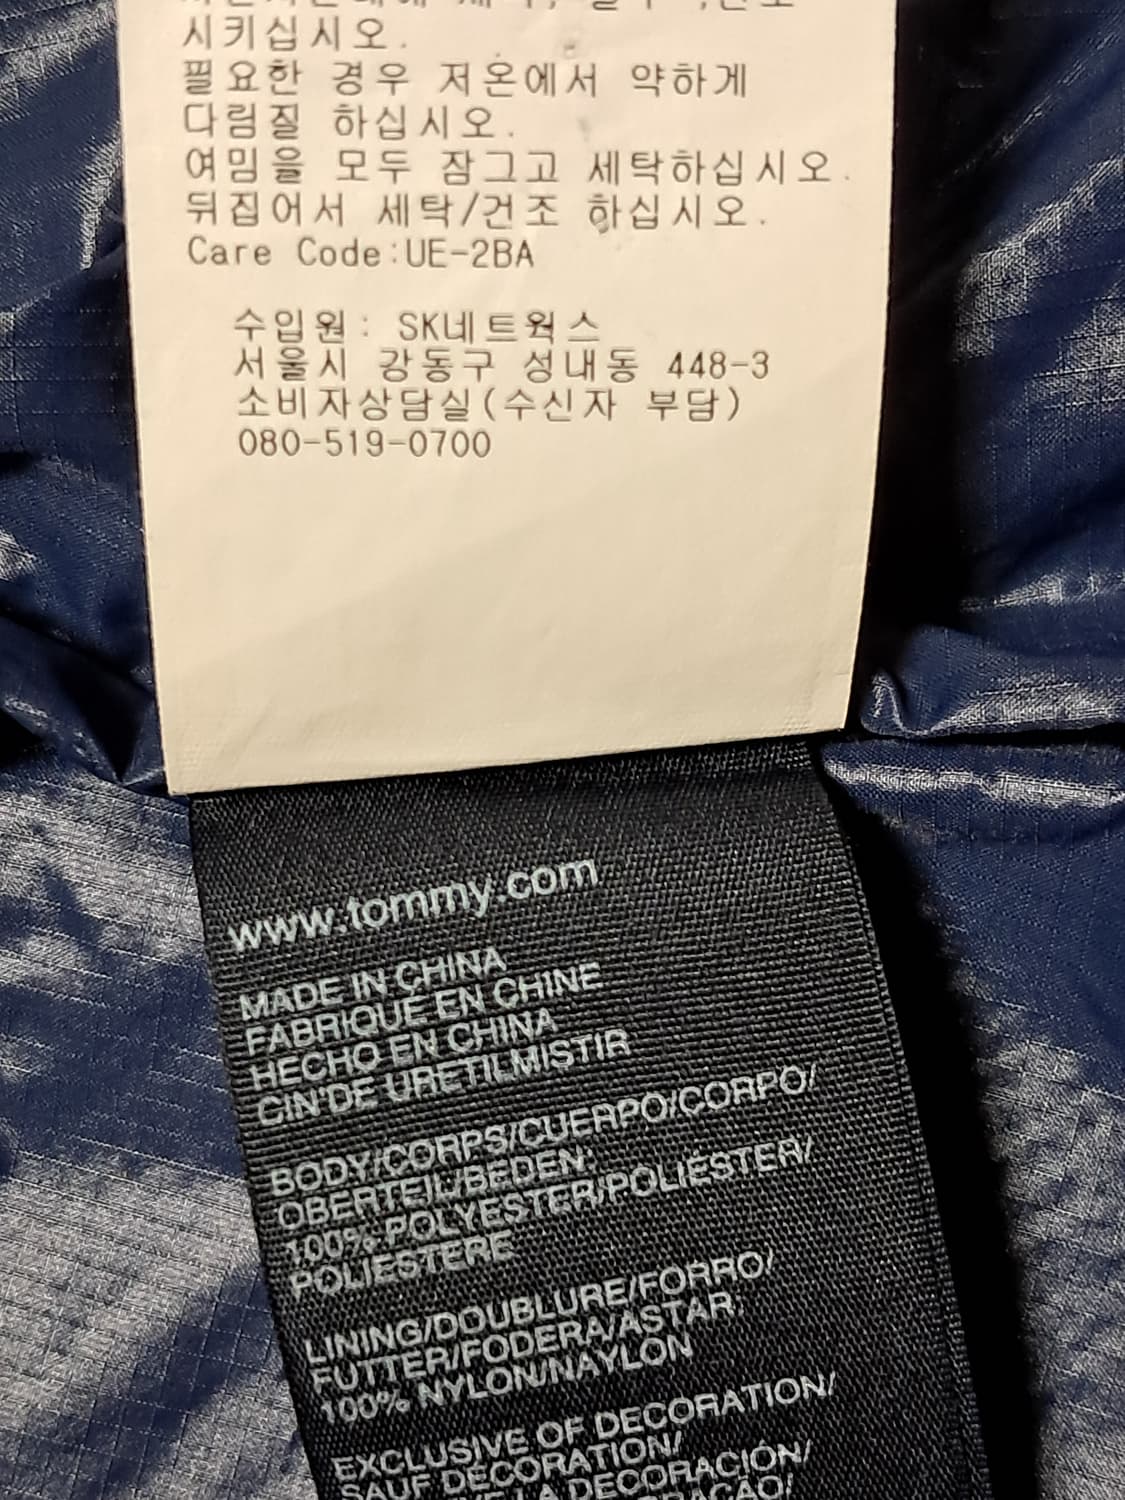 시키십시오.
필요한 경우 저온에서 약하게
다림질 하십시오.
여밈을 모두 잠그고 세탁하십시오.
뒤집어서 세탁/건조 하십시오.
Care Code:UE-2BA
수입원: SK네트웍스
서울시 강동구 성내동 448-3
소비자상담실(수신자 부담)
080-519-0700
www.tommy.com
MADE IN CHINA
FABRIQUÉ EN CHINE
HECHO EN CHINA
CIN'DE URETILMISTIR
BODY/CORPS/CUERPO/CORPO/
OBERTEIL/BEDEN:
100% POLYESTER/POLIÉSTER/
POLIESTERE
LINING/DOUBLURE/FORRO/
FUTTER/FODERA/ASTAR:
100% NYLON/NAYLON
EXCLUSIVE OF DECORATION/
SAUF DÉCORATION/
LA DECORACIÓN/